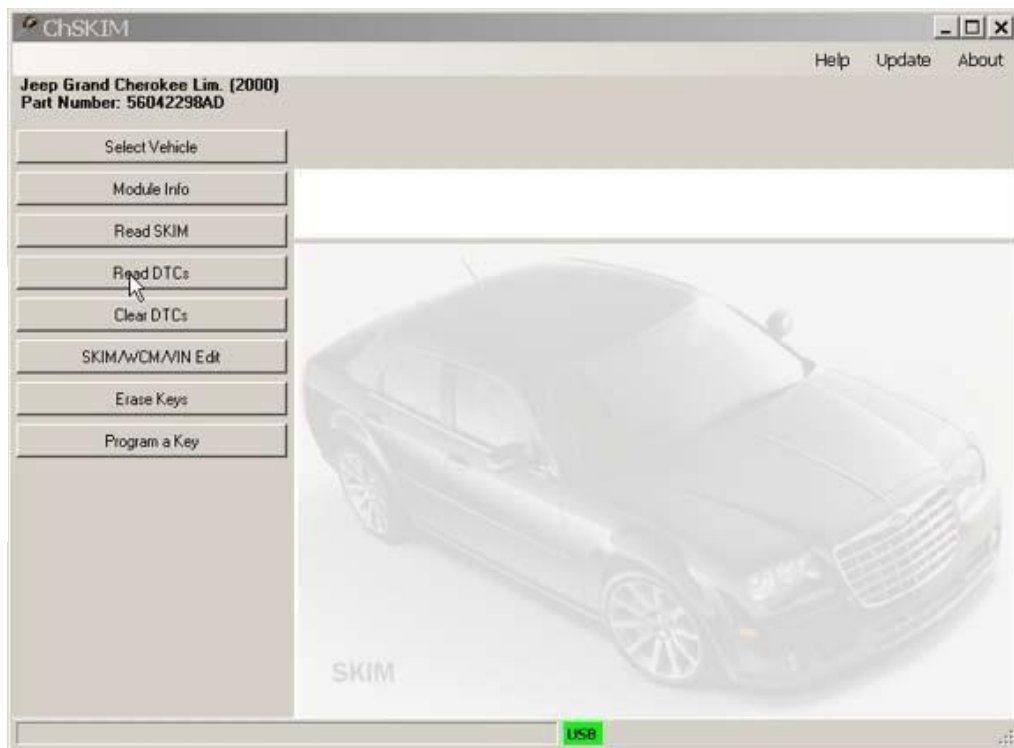 ChSKIM
Help Update About
Jeep Grand Cherokee Lim. (2000)
Part Number: 56042298AD
Select Vehicle
Module Info
Read SKIM
Read DTCs
Clear DTCs
SKIM/WCM/VIN Edit
Erase Keys
Program a Key
SKIM
USB